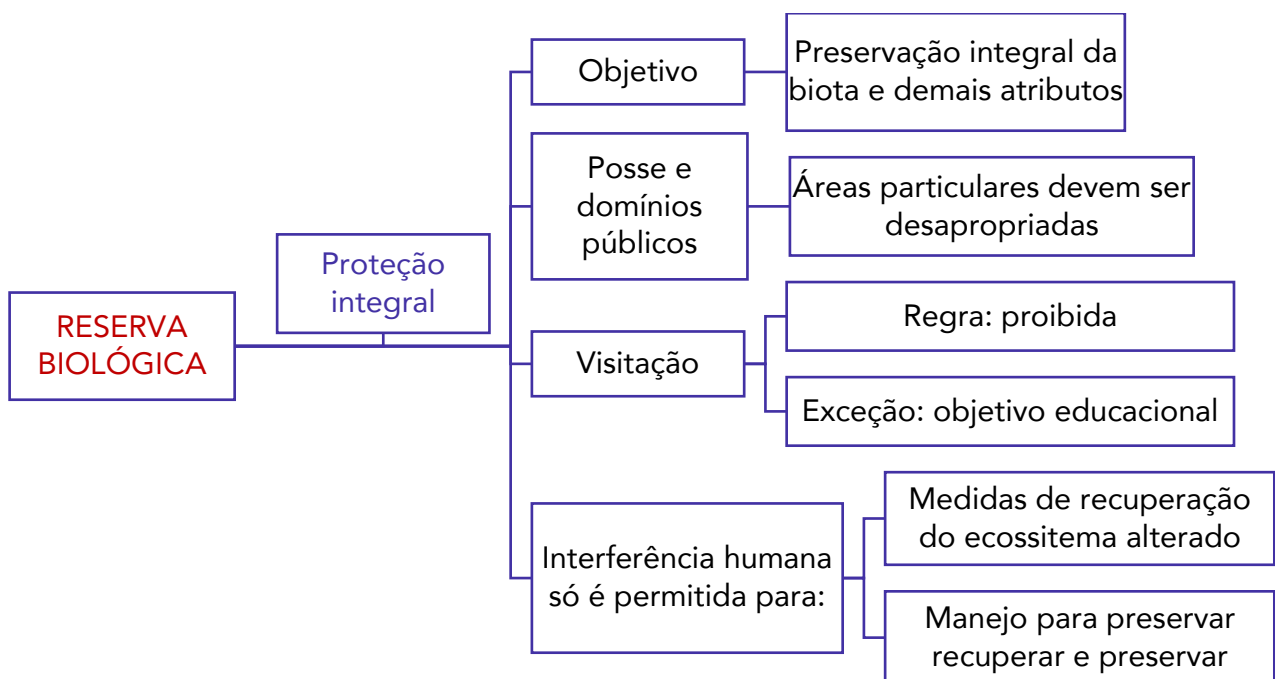 RESERVA
BIOLÓGICA
Proteção
integral
Objetivo
Preservação integral da
biota e demais atributos
Posse e
domínios
públicos
Áreas particulares devem ser
desapropriadas
Visitação
Regra: proibida
Exceção: objetivo educacional
Interferência humana
só é permitida para:
Medidas de recuperação
do ecossitema alterado
Manejo para preservar
recuperar e preservar